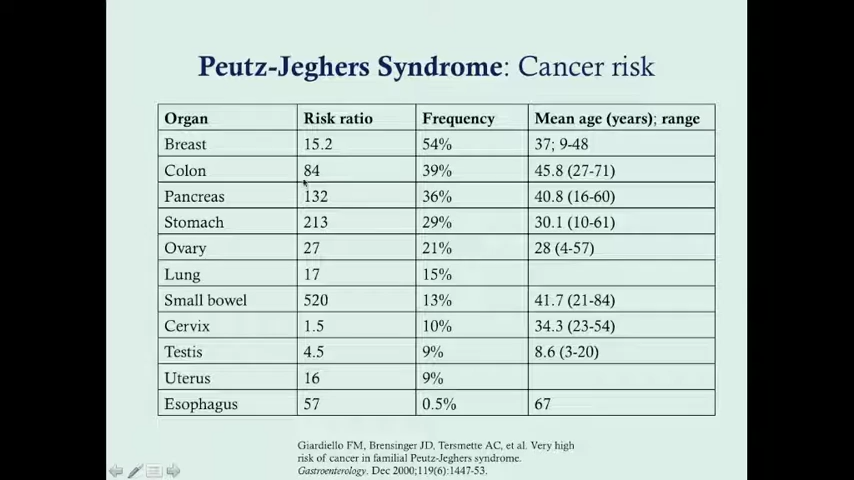 Peutz-Jeghers Syndrome: Cancer risk
Organ Risk ratio Frequency Mean age (years); range
Breast 15.2 54% 37; 9-48
Colon 84 39% 45.8 (27-71)
Pancreas 132 36% 40.8 (16-60)
Stomach 213 29% 30.1 (10-61)
Ovary 27 21% 28 (4-57)
Lung 17 15%
Small bowel 520 13% 41.7 (21-84)
Cervix 1.5 10% 34.3 (23-54)
Testis 4.5 9% 8.6 (3-20)
Uterus 16 9%
Esophagus 57 0.5% 67
Giardiello FM, Brensinger JD, Tersmette AC, et al. Very high
risk of cancer in familial Peutz-Jeghers syndrome.
Gastroenterology. Dec 2000;119(6):1447-53.